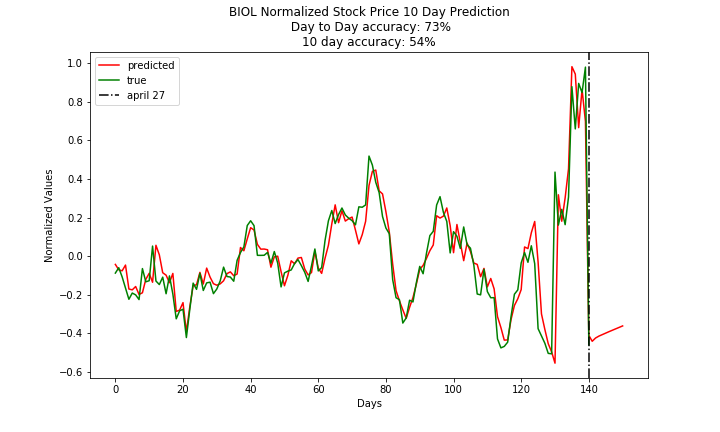 BIOL Normalized Stock Price 10 Day Prediction
Day to Day accuracy: 73%
10 day accuracy: 54%
predicted
true
april 27
1.0
0.8
0.6
0.4
0.2
0.0
−0.2
−0.4
−0.6
Normalized Values
0 20 40 60 80 100 120 140
Days